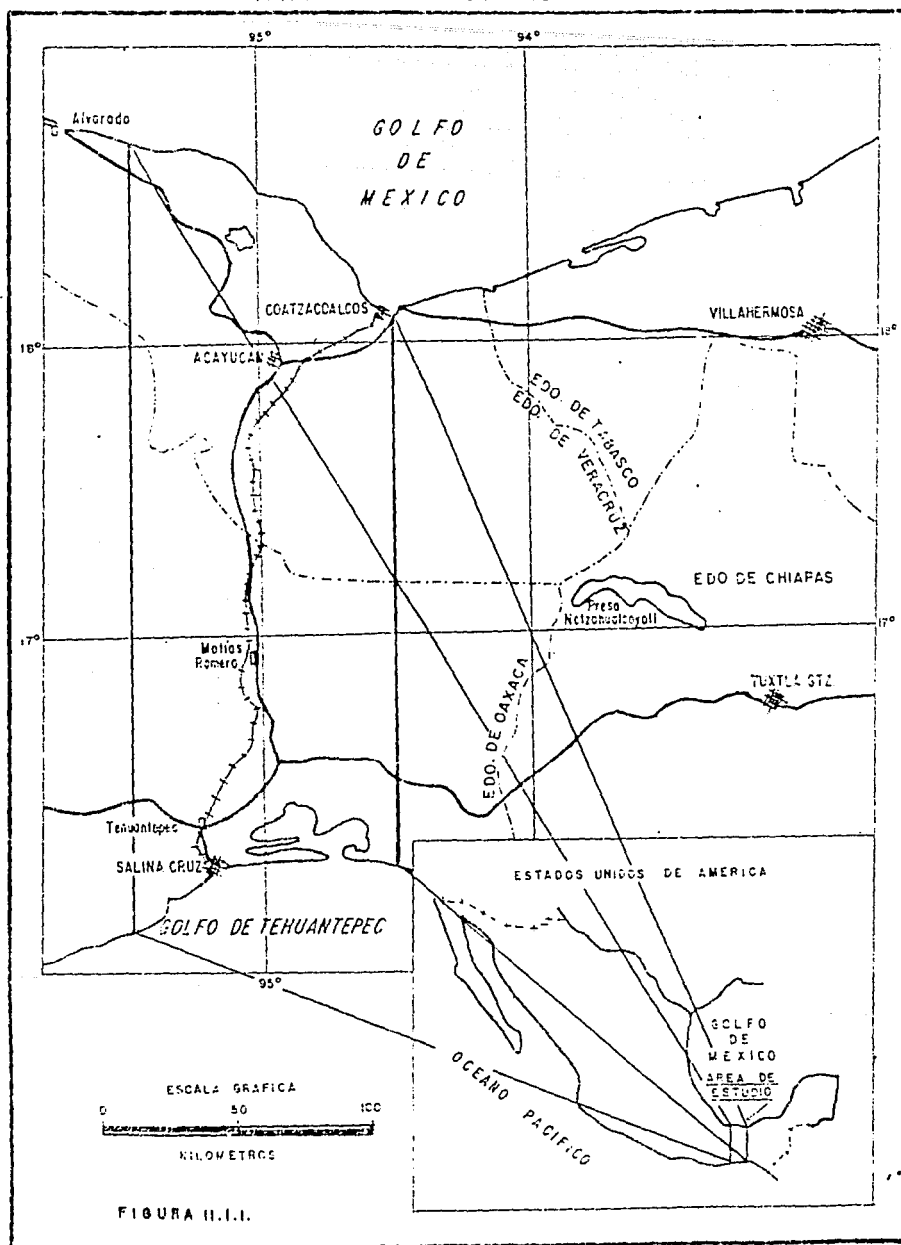 95°
94°
Alvarado
GOLFO
DE
MEXICO
COATZACOALCOS
VILLAHERMOSA
18°
18°
ACAYUCAN
EDO. DE TABASCO
EDO. DE VERACRUZ
EDO DE CHIAPAS
Presa
Netzahualcoyotl
17°
17°
Matias
Romero
TUXTLA GTZ
EDO. DE OAXACA
Tehuantepec
SALINA CRUZ
GOLFO DE TEHUANTEPEC
95°
ESTADOS UNIDOS DE AMERICA
GOLFO
DE
MEXICO
AREA DE
ESTUDIO
OCEANO PACIFICO
ESCALA GRAFICA
0 50 100
KILOMETROS
FIGURA II.I.I.